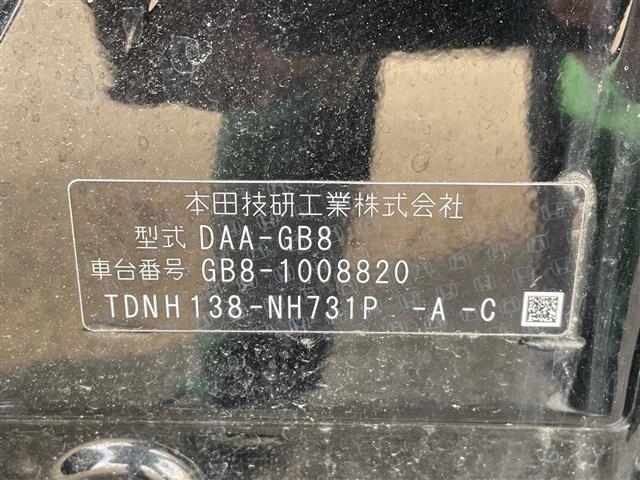 本田技研工業株式会社
型式 DAA-GB8
車台番号 GB8-1008820
TDNH138-NH731P -A-C